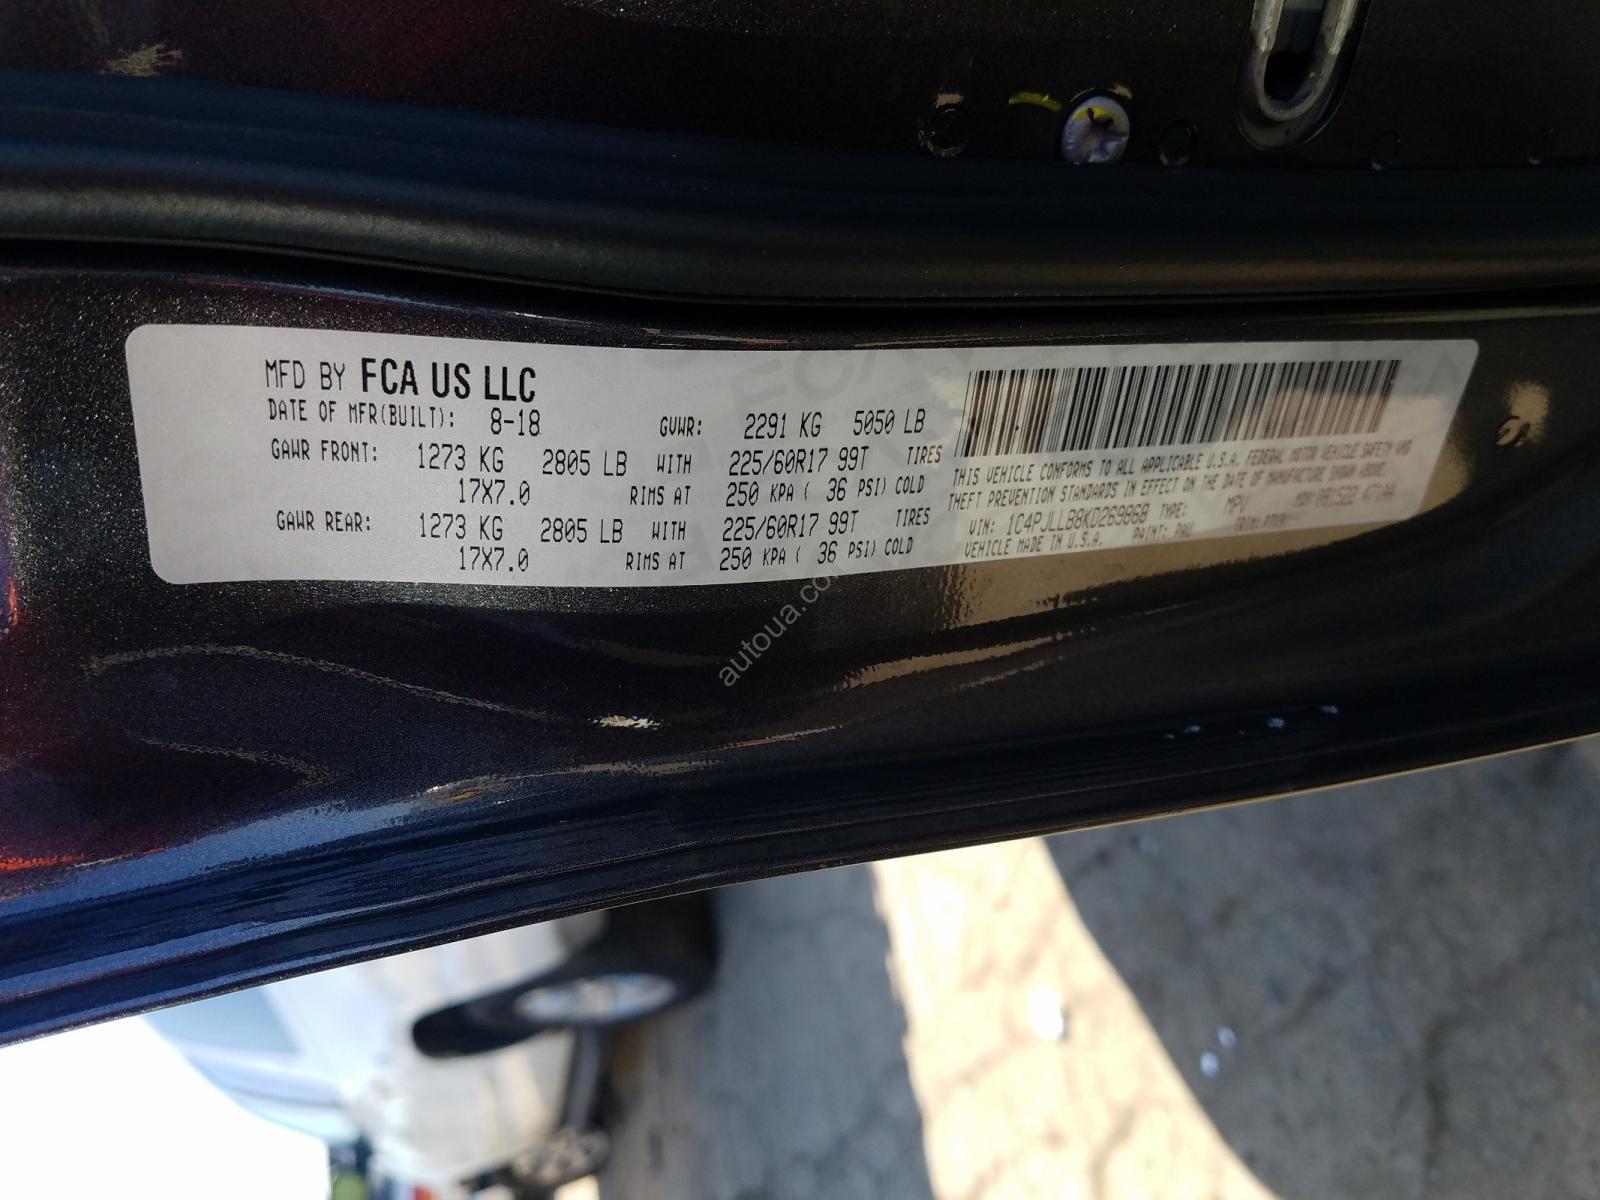 MFD BY FCA US LLC
DATE OF MFR(BUILT): 8-18 GVWR: 2291 KG 5050 LB
GAWR FRONT: 1273 KG 2805 LB WITH 225/60R17 99T TIRES
17X7.0 RIMS AT 250 KPA ( 36 PSI) COLD
GAWR REAR: 1273 KG 2805 LB WITH 225/60R17 99T TIRES
17X7.0 RIMS AT 250 KPA ( 36 PSI) COLD
THIS VEHICLE CONFORMS TO ALL APPLICABLE U.S.A. FEDERAL MOTOR VEHICLE SAFETY AND
THEFT PREVENTION STANDARDS IN EFFECT ON THE DATE OF MANUFACTURE SHOWN ABOVE.
VIN: 1C4PJLLB8KD269868 TYPE: MPV
VEHICLE MADE IN U.S.A. PAINT: PAU TRIM:
autoua.com